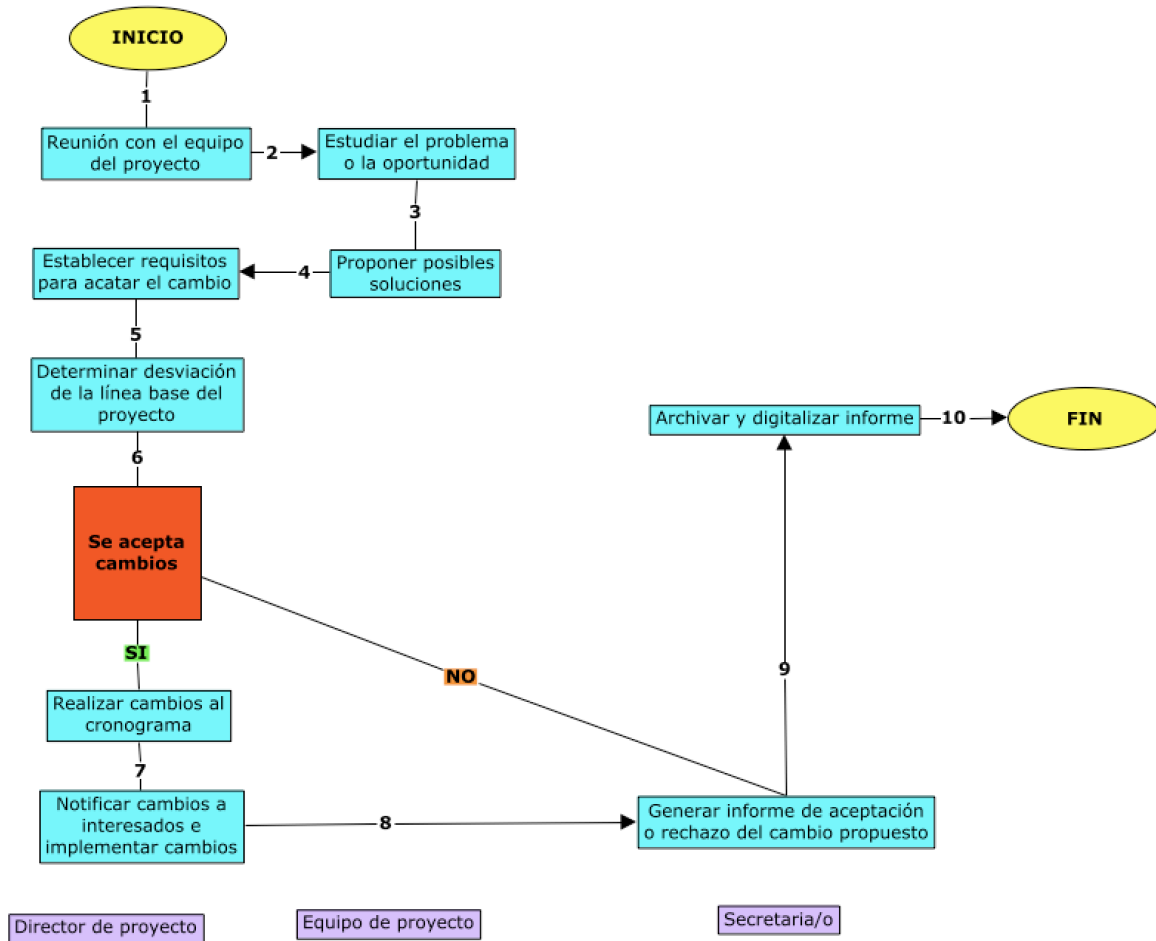 INICIO
1
Reunión con el equipo
del proyecto
2
Estudiar el problema
o la oportunidad
3
Establecer requisitos
para acatar el cambio
4
Proponer posibles
soluciones
5
Determinar desviación
de la línea base del
proyecto
Archivar y digitalizar informe
10
FIN
6
Se acepta
cambios
SI
NO
9
Realizar cambios al
cronograma
7
Notificar cambios a
interesados e
implementar cambios
8
Generar informe de aceptación
o rechazo del cambio propuesto
Director de proyecto
Equipo de proyecto
Secretaria/o